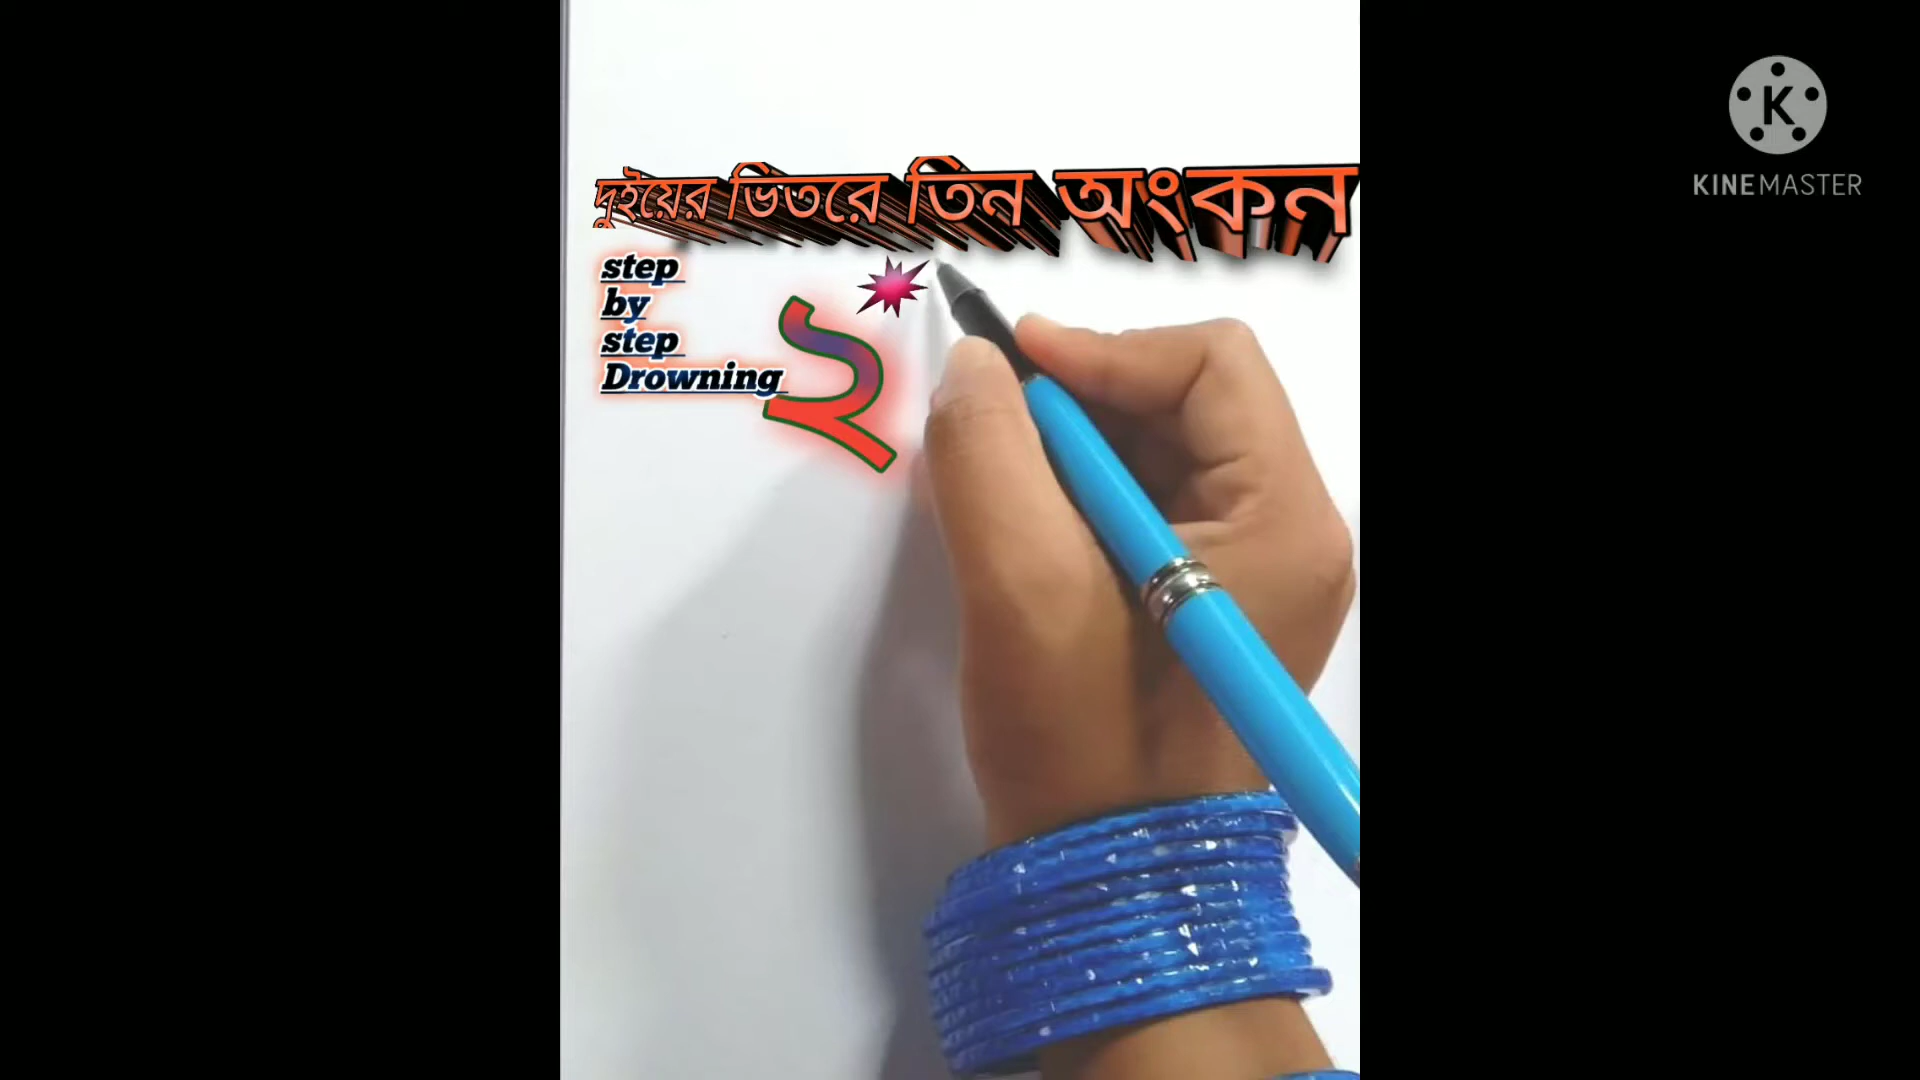 দুইয়ের ভিতরে তিন অংকন
step
by
step
Drowning
২
K
KINEMASTER